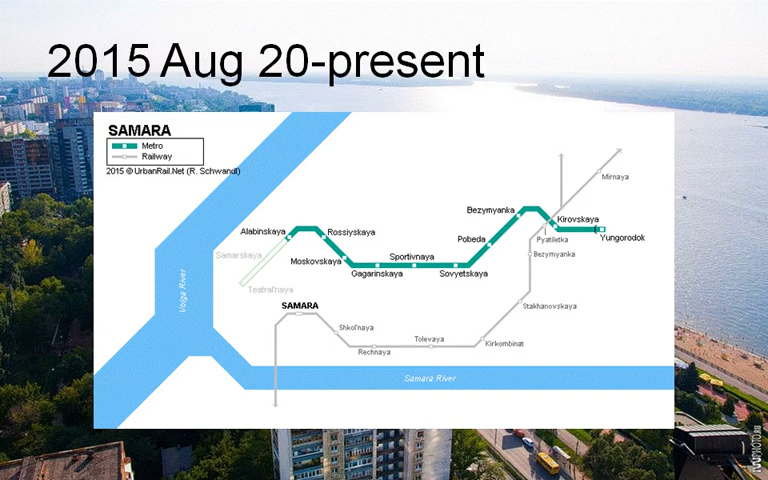 2015 Aug 20-present
SAMARA
Metro
Railway
2015 © UrbanRail.Net (R. Schwandl)
Mirnaya
Bezymyanka
Kirovskaya
Alabinskaya
Rossiyskaya
Pobeda
Pyatiletka
Yungorodok
Samarskaya
Moskovskaya
Sportivnaya
Bezymyanka
Gagarinskaya
Sovyetskaya
Teatral'naya
Volga River
SAMARA
Stakhanovskaya
Shkol'naya
Tolevaya
Kirkombinat
Rechnaya
Samara River